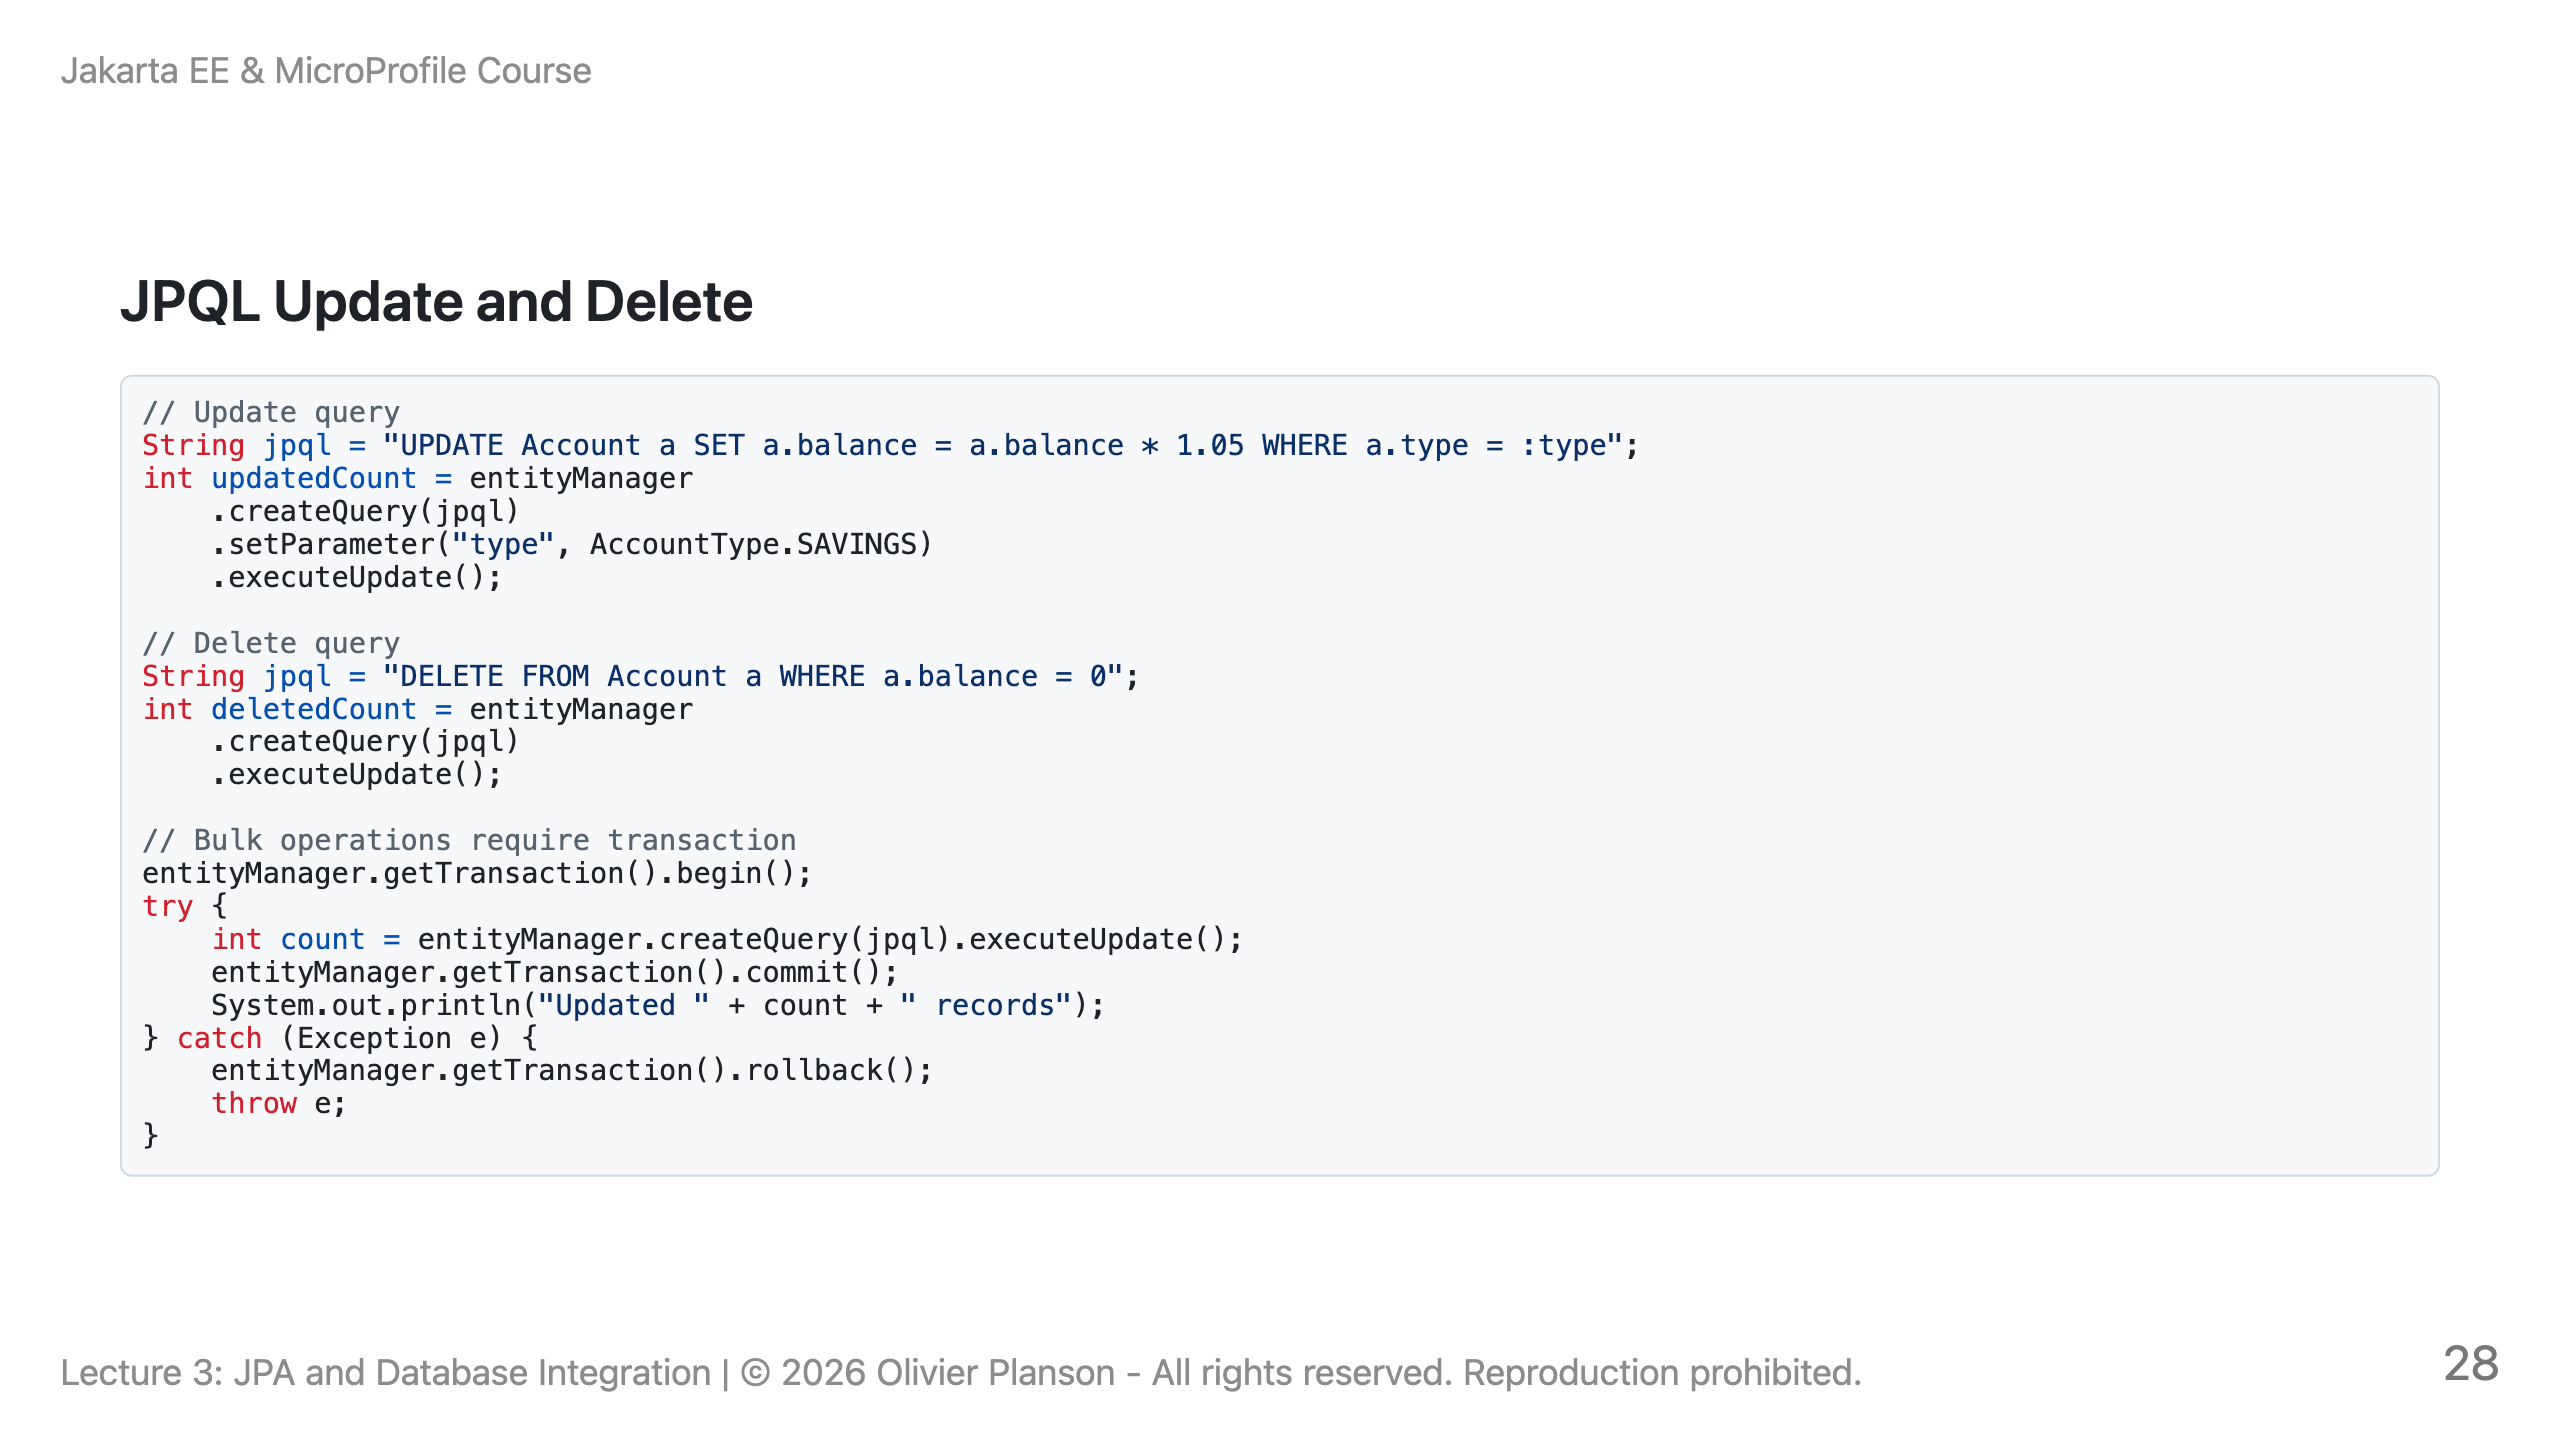 Jakarta EE & MicroProfile Course
JPQL Update and Delete
// Update query
String jpql = "UPDATE Account a SET a.balance = a.balance * 1.05 WHERE a.type = :type";
int updatedCount = entityManager
    .createQuery(jpql)
    .setParameter("type", AccountType.SAVINGS)
    .executeUpdate();

// Delete query
String jpql = "DELETE FROM Account a WHERE a.balance = 0";
int deletedCount = entityManager
    .createQuery(jpql)
    .executeUpdate();

// Bulk operations require transaction
entityManager.getTransaction().begin();
try {
    int count = entityManager.createQuery(jpql).executeUpdate();
    entityManager.getTransaction().commit();
    System.out.println("Updated " + count + " records");
} catch (Exception e) {
    entityManager.getTransaction().rollback();
    throw e;
}
Lecture 3: JPA and Database Integration | © 2026 Olivier Planson - All rights reserved. Reproduction prohibited.
28